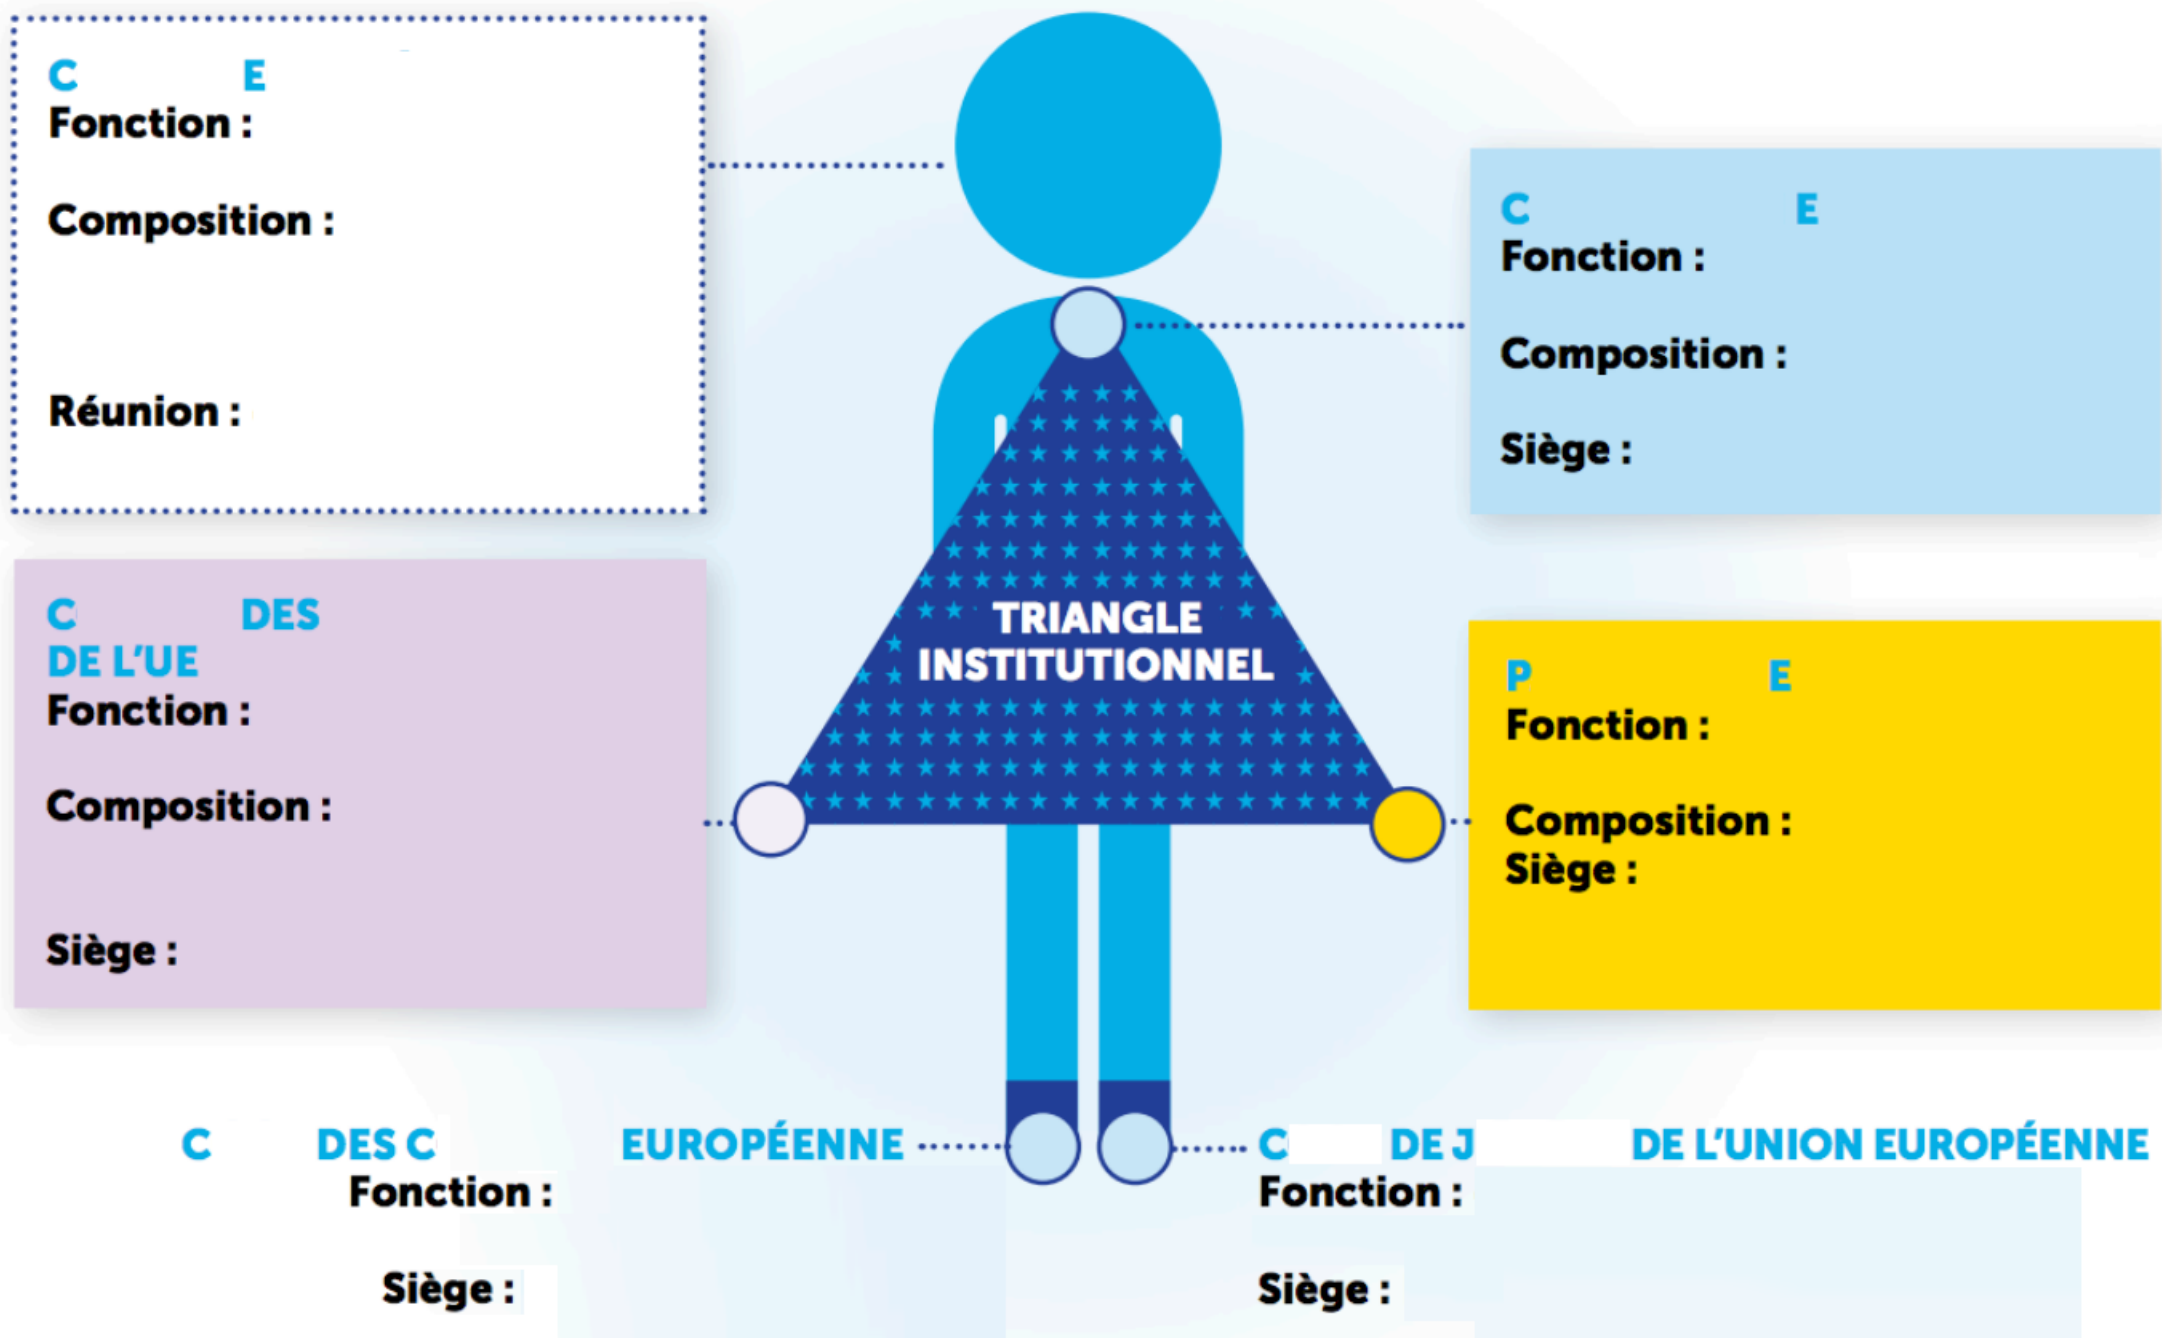 C E
Fonction :
Composition :
Réunion :
C E
Fonction :
Composition :
Siège :
C DES
DE L'UE
Fonction :
Composition :
Siège :
TRIANGLE
INSTITUTIONNEL
P E
Fonction :
Composition :
Siège :
C DES C EUROPÉENNE
Fonction :
Siège :
C DE J DE L'UNION EUROPÉENNE
Fonction :
Siège :